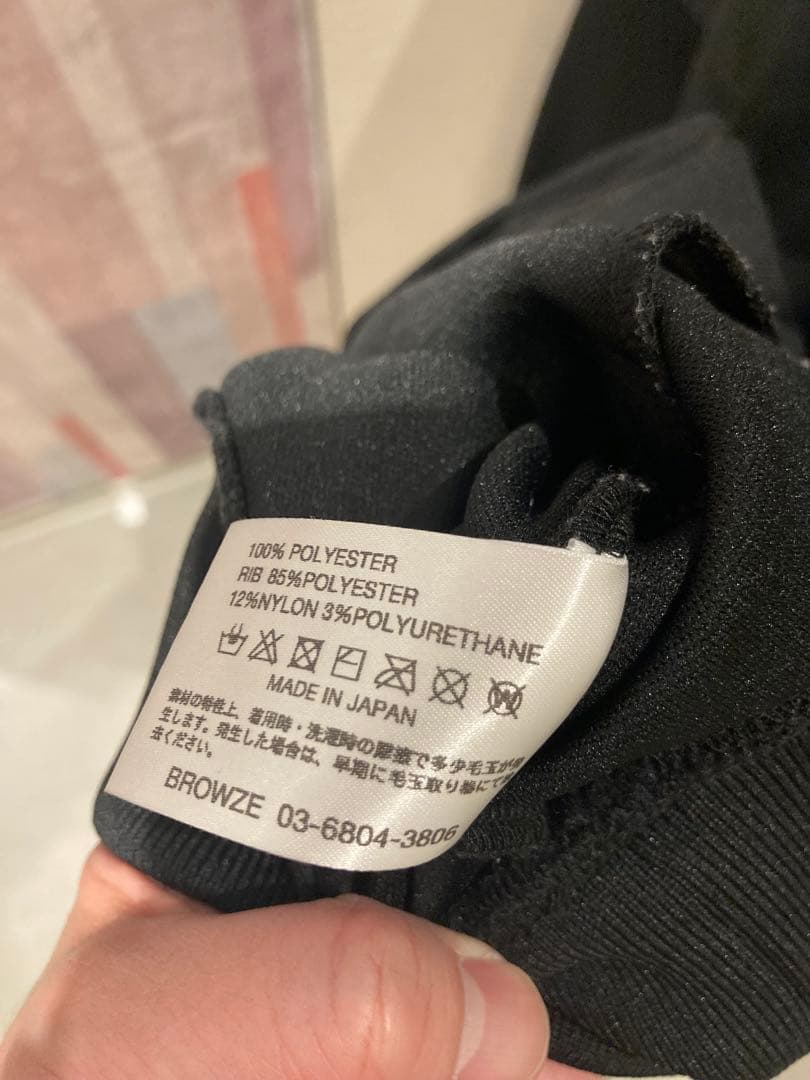 100% POLYESTER
RIB 85%POLYESTER
12%NYLON 3%POLYURETHANE
W
MADE IN JAPAN
素材の特性上、着用時・洗濯時の摩擦で多少毛玉が発
生します。発生した場合は、早期に毛玉取り器にて
去ください。
BROWZE 03-6804-3806